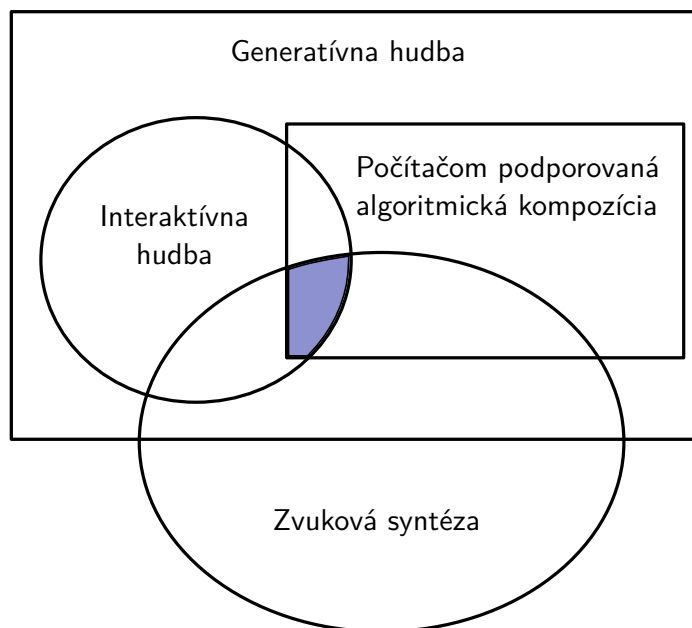 Generatívna hudba
Počítačom podporovaná
algoritmická kompozícia
Interaktívna
hudba
Zvuková syntéza